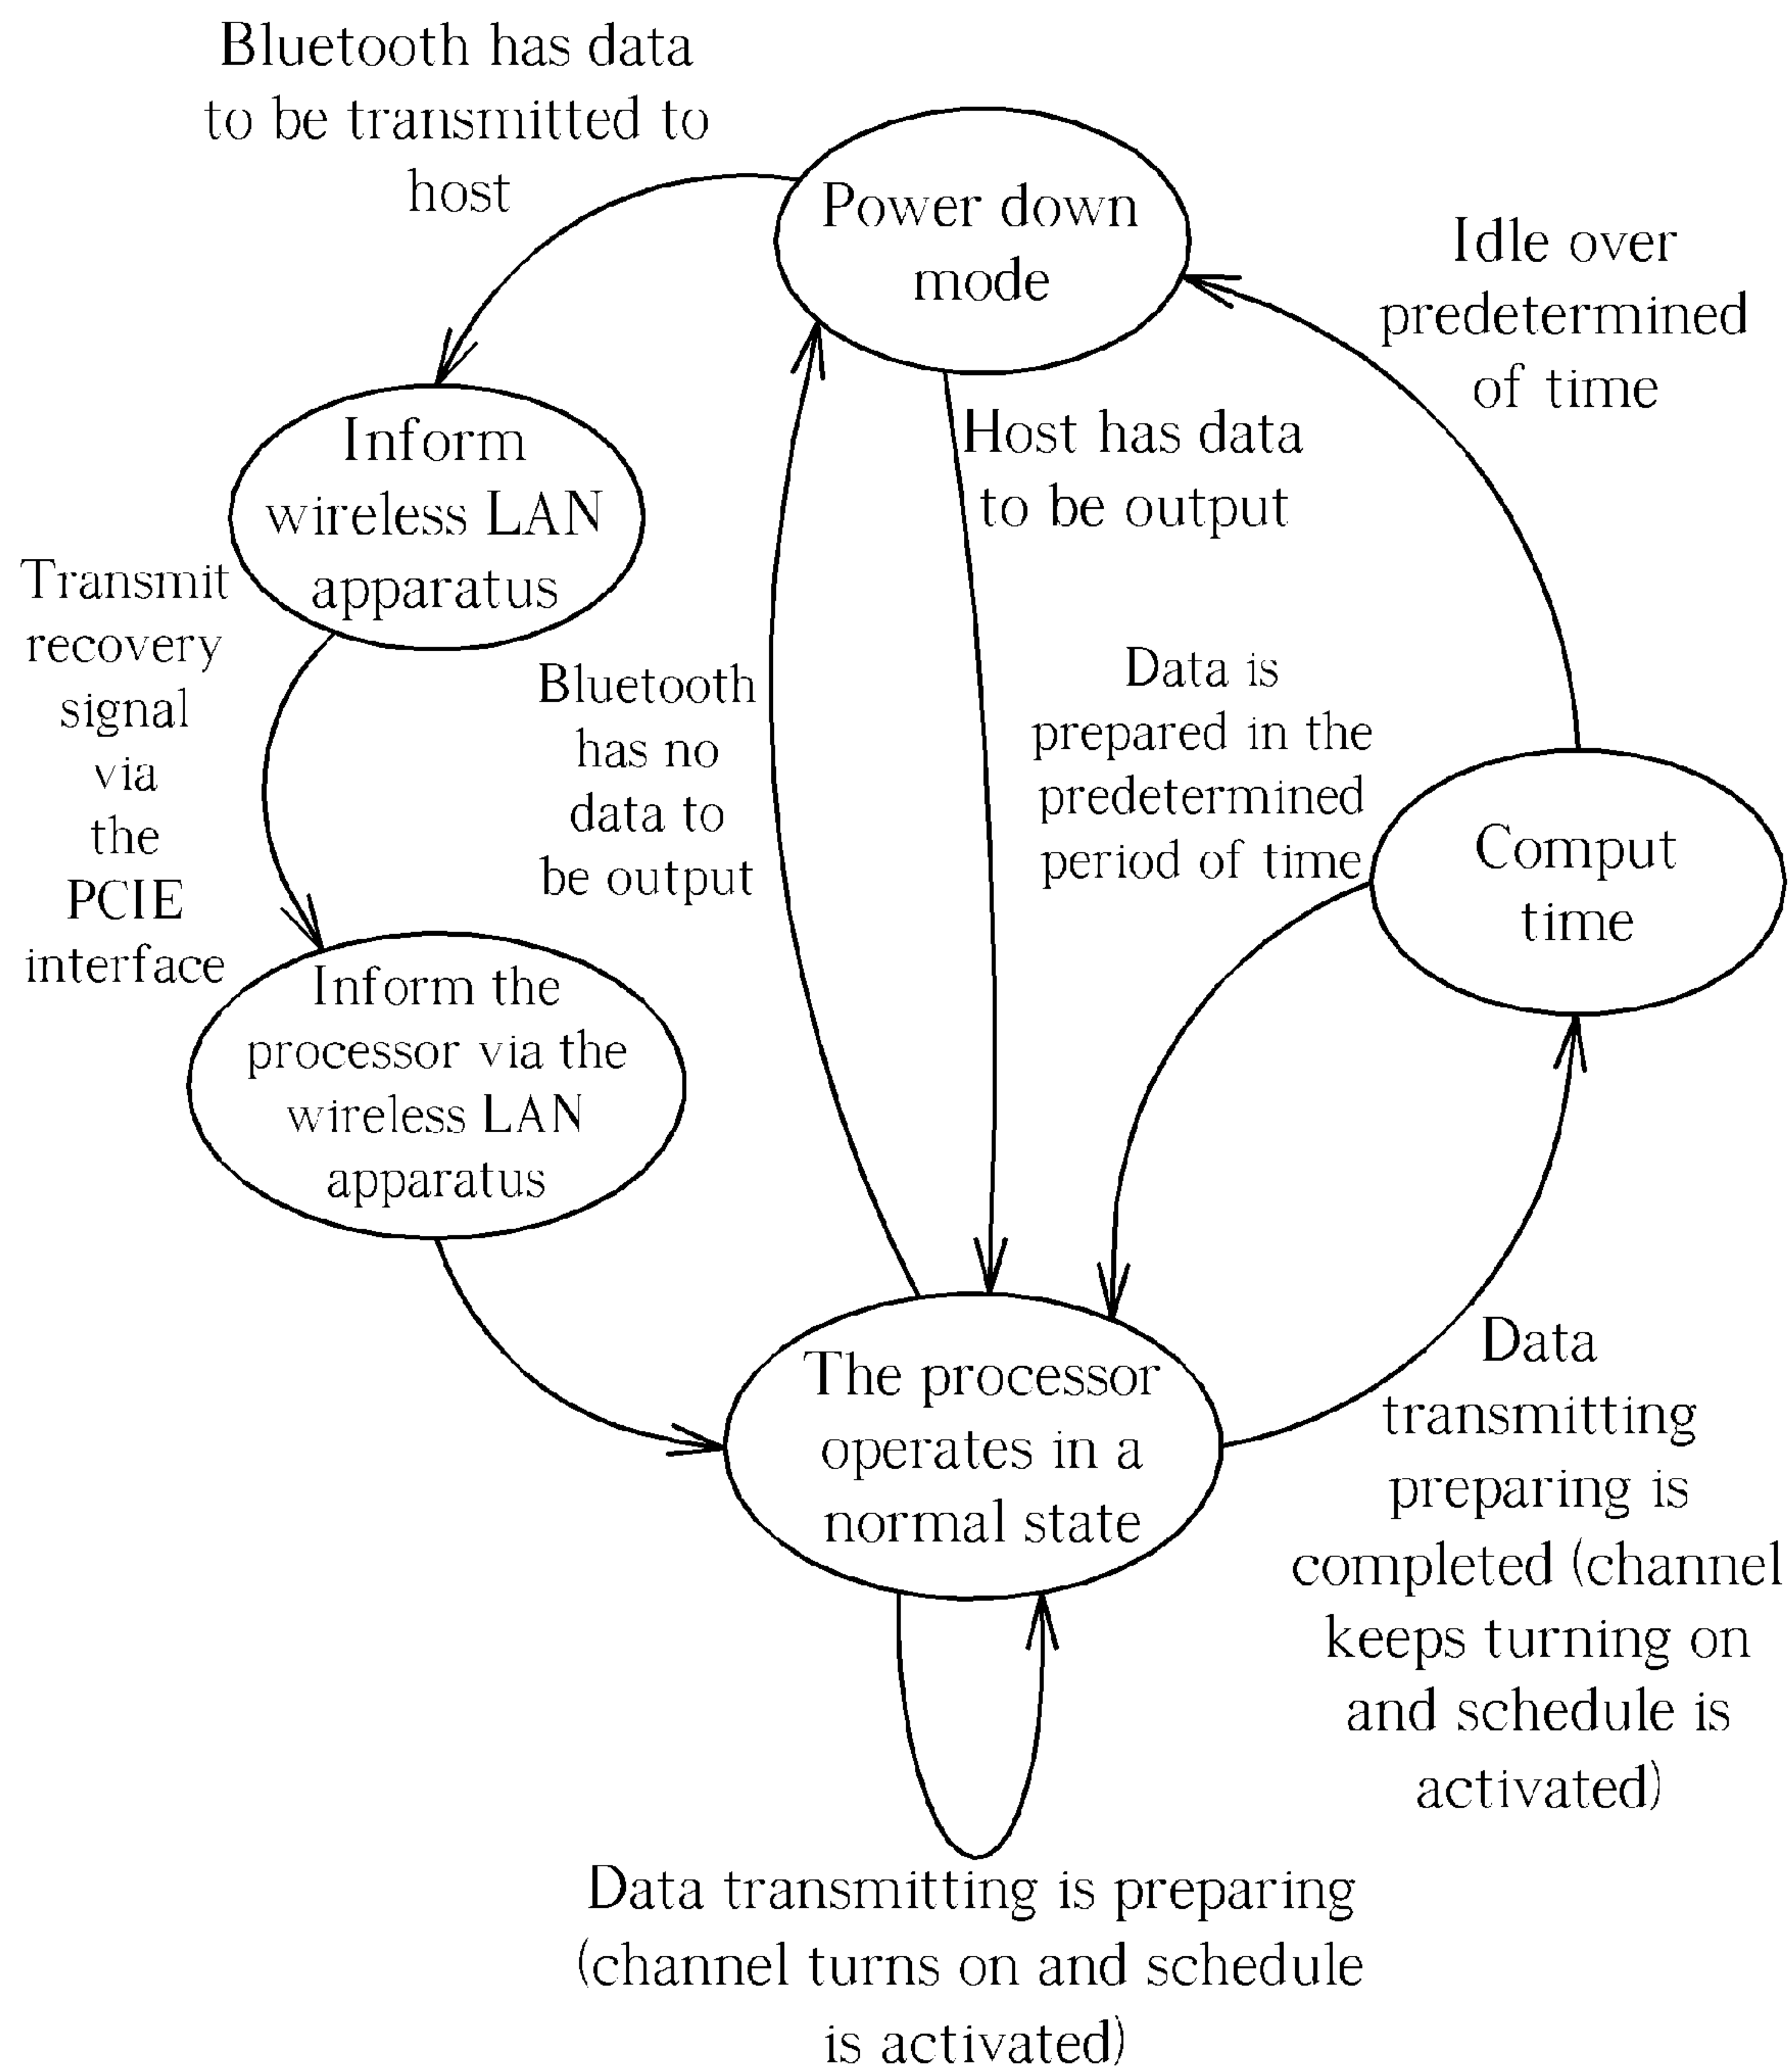 Bluetooth has data
to be transmitted to
host
Power down
mode
Idle over
predetermined
of time
Inform
wireless LAN
apparatus
Host has data
to be output
Transmit
recovery
signal
via
the
PCIE
interface
Bluetooth
has no
data to
be output
Data is
prepared in the
predetermined
period of time
Comput
time
Inform the
processor via the
wireless LAN
apparatus
The processor
operates in a
normal state
Data
transmitting
preparing is
completed (channel
keeps turning on
and schedule is
activated)
Data transmitting is preparing
(channel turns on and schedule
is activated)